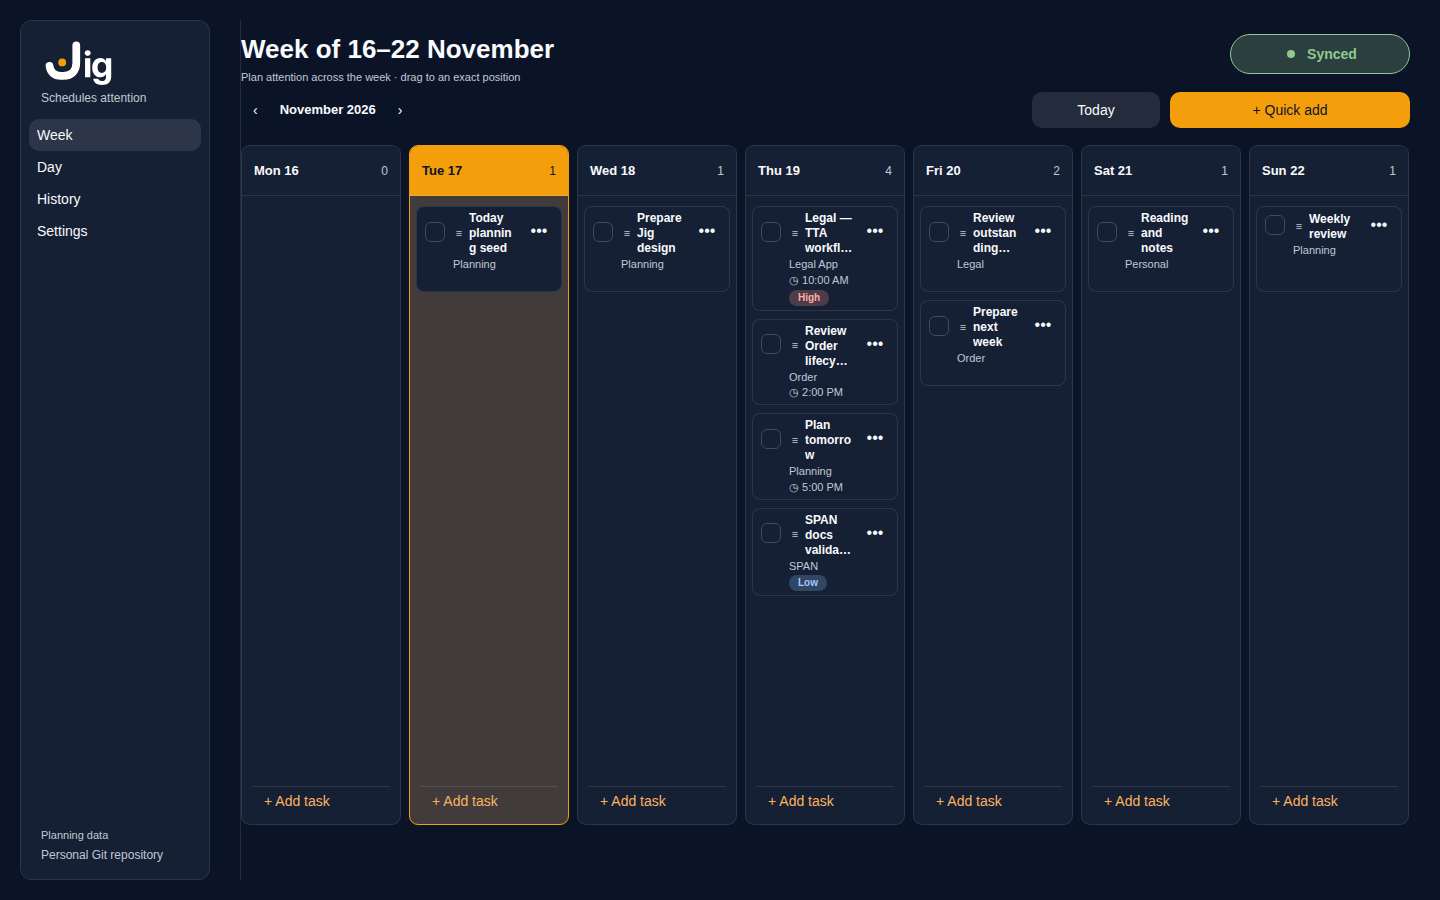 Jig
Schedules attention
Week
Day
History
Settings
Planning data
Personal Git repository
Week of 16–22 November
Plan attention across the week · drag to an exact position
Synced
‹ November 2026 ›
Today
+ Quick add
Mon 16 0
+ Add task
Tue 17 1
Today
plannin
g seed
Planning
+ Add task
Wed 18 1
Prepare
Jig
design
Planning
+ Add task
Thu 19 4
Legal —
TTA
workfl…
Legal App
10:00 AM
High
Review
Order
lifecy…
Order
2:00 PM
Plan
tomorro
w
Planning
5:00 PM
SPAN
docs
valida…
SPAN
Low
+ Add task
Fri 20 2
Review
outstan
ding…
Legal
Prepare
next
week
Order
+ Add task
Sat 21 1
Reading
and
notes
Personal
+ Add task
Sun 22 1
Weekly
review
Planning
+ Add task